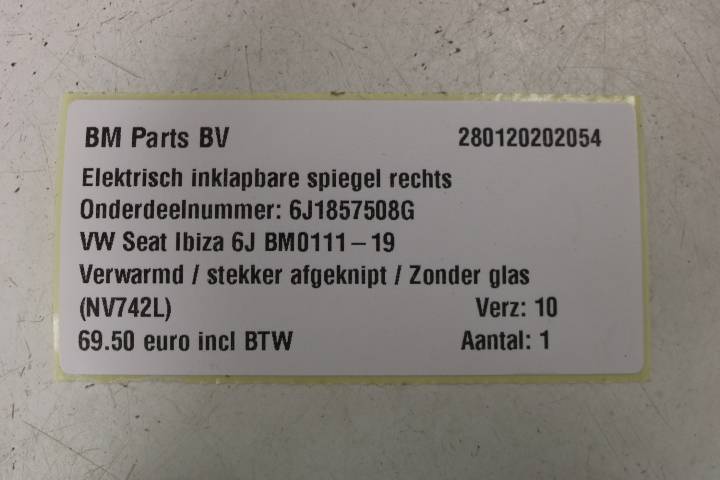 BM Parts BV 280120202054
Elektrisch inklapbare spiegel rechts
Onderdeelnummer: 6J1857508G
VW Seat Ibiza 6J BM0111-19
Verwarmd / stekker afgeknipt / Zonder glas
(NV742L) Verz: 10
69.50 euro incl BTW Aantal: 1